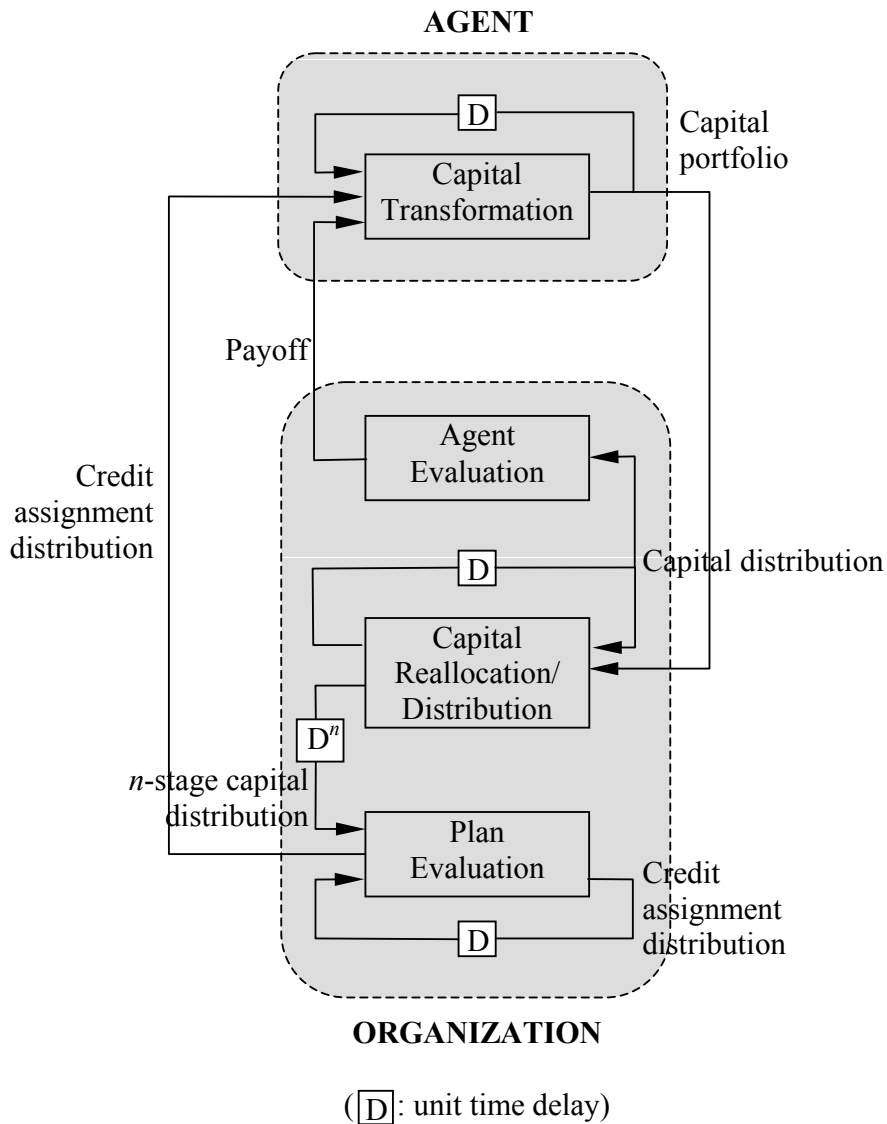 AGENT
D
Capital
portfolio
Capital
Transformation
Payoff
Agent
Evaluation
Credit
assignment
distribution
D
Capital distribution
Capital
Reallocation/
Distribution
Dⁿ
n-stage capital
distribution
Plan
Evaluation
Credit
assignment
distribution
D
ORGANIZATION
(D: unit time delay)